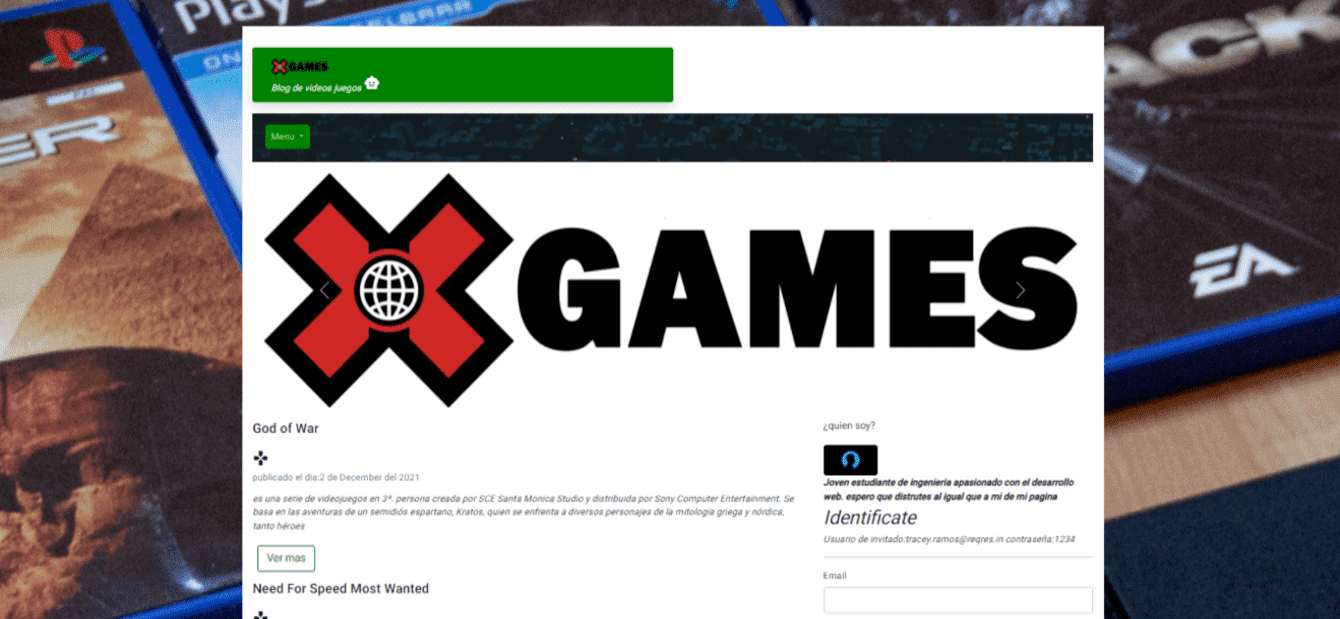 GAMES
Blog de videos juegos
Menu
GAMES
God of War
publicado el dia:2 de December del 2021
es una serie de videojuegos en 3ª. persona creada por SCE Santa Monica Studio y distribuida por Sony Computer Entertainment. Se
basa en las aventuras de un semidiós espartano, Kratos, quien se enfrenta a diversos personajes de la mitología griega y nórdica,
tanto héroes
Ver mas
Need For Speed Most Wanted
¿quien soy?
Joven estudiante de ingenieria apasionado con el desarrollo
web. espero que distrutes al igual que a mi de mi pagina
Identificate
Usuario de invitado:tracey.ramos@reqres.in contraseña:1234
Email
EA